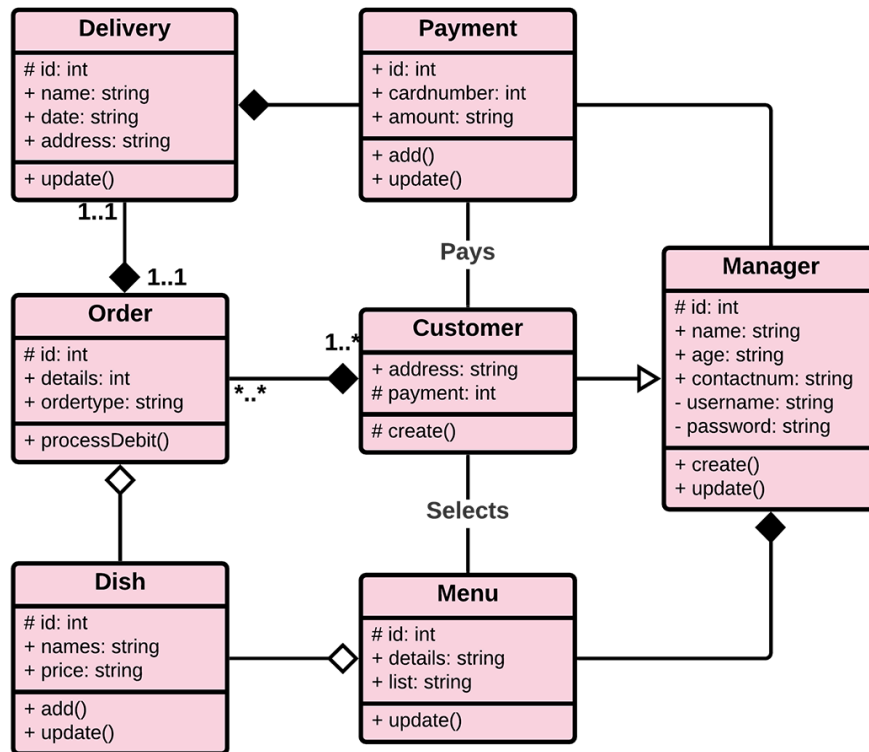 Delivery
# id: int
+ name: string
+ date: string
+ address: string
+ update()
Payment
+ id: int
+ cardnumber: int
+ amount: string
+ add()
+ update()
1..1
1..1
Pays
Order
# id: int
+ details: int
+ ordertype: string
+ processDebit()
*..*
1..*
Customer
+ address: string
# payment: int
# create()
Manager
# id: int
+ name: string
+ age: string
+ contactnum: string
- username: string
- password: string
+ create()
+ update()
Selects
Dish
# id: int
+ names: string
+ price: string
+ add()
+ update()
Menu
# id: int
+ details: string
+ list: string
+ update()